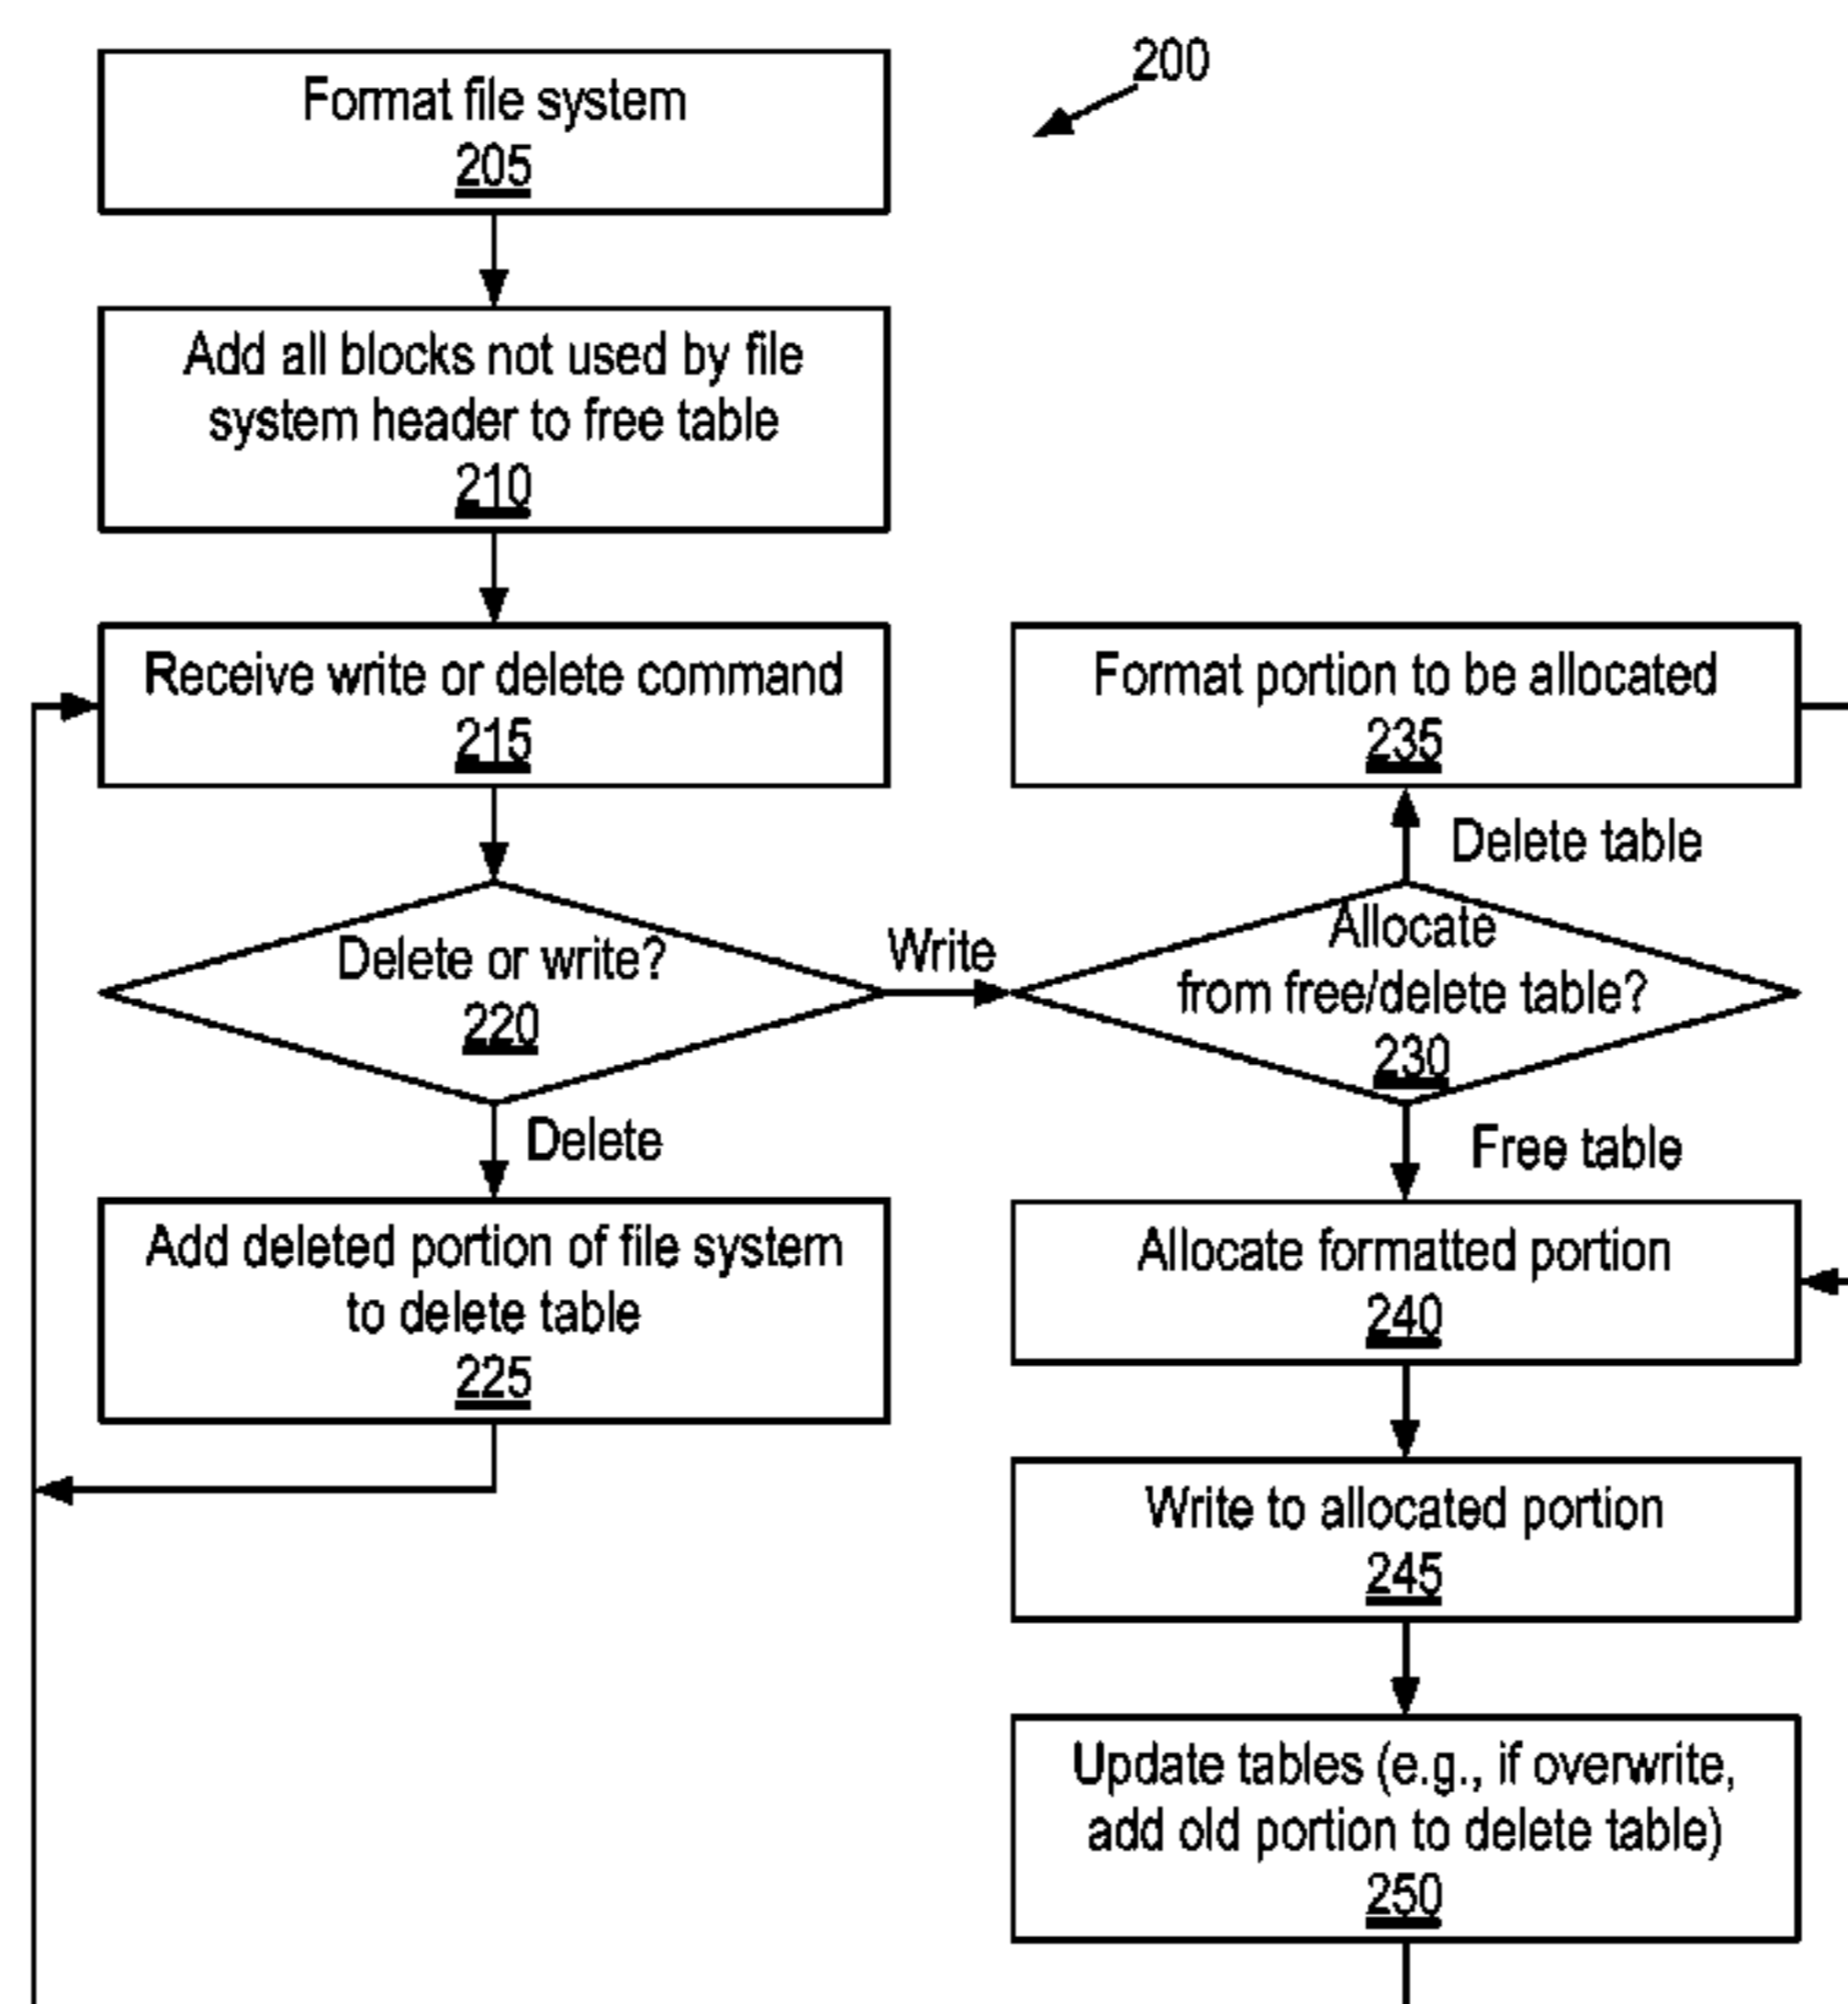 200
Format file system
205
Add all blocks not used by file
system header to free table
210
Receive write or delete command
215
Delete or write?
220
Write
Delete
Add deleted portion of file system
to delete table
225
Format portion to be allocated
235
Delete table
Allocate
from free/delete table?
230
Free table
Allocate formatted portion
240
Write to allocated portion
245
Update tables (e.g., if overwrite,
add old portion to delete table)
250